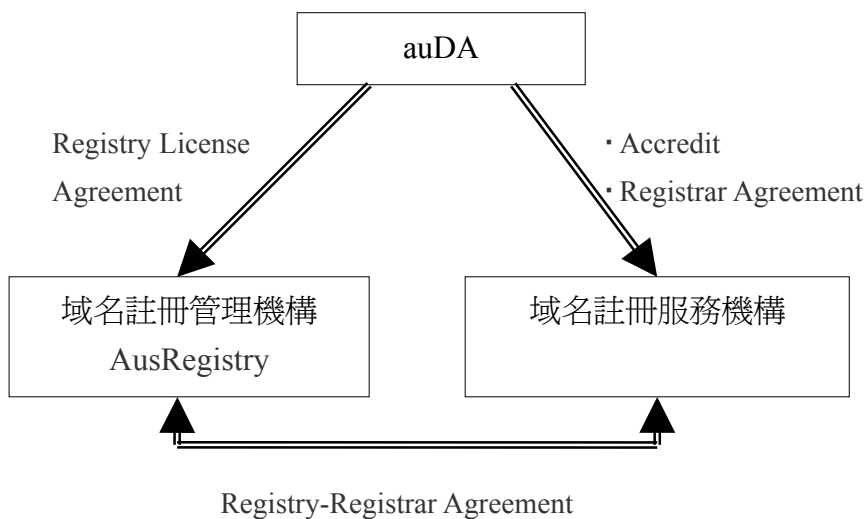 auDA
Registry License
Agreement
‧Accredit
‧Registrar Agreement
域名註冊管理機構
AusRegistry
域名註冊服務機構
Registry-Registrar Agreement